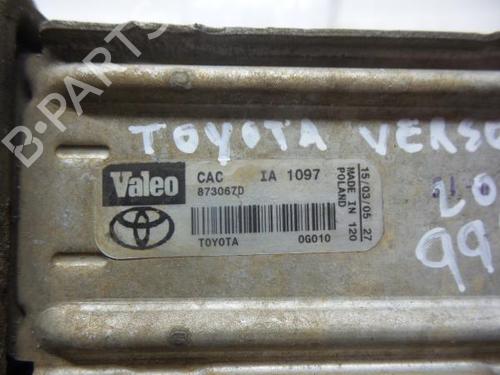 TOYOTA VERSO
Valeo
CAC IA 1097
873067D
TOYOTA 0G010
15/03/05 27
MADE IN 120
POLAND
20
99
B-PARTS